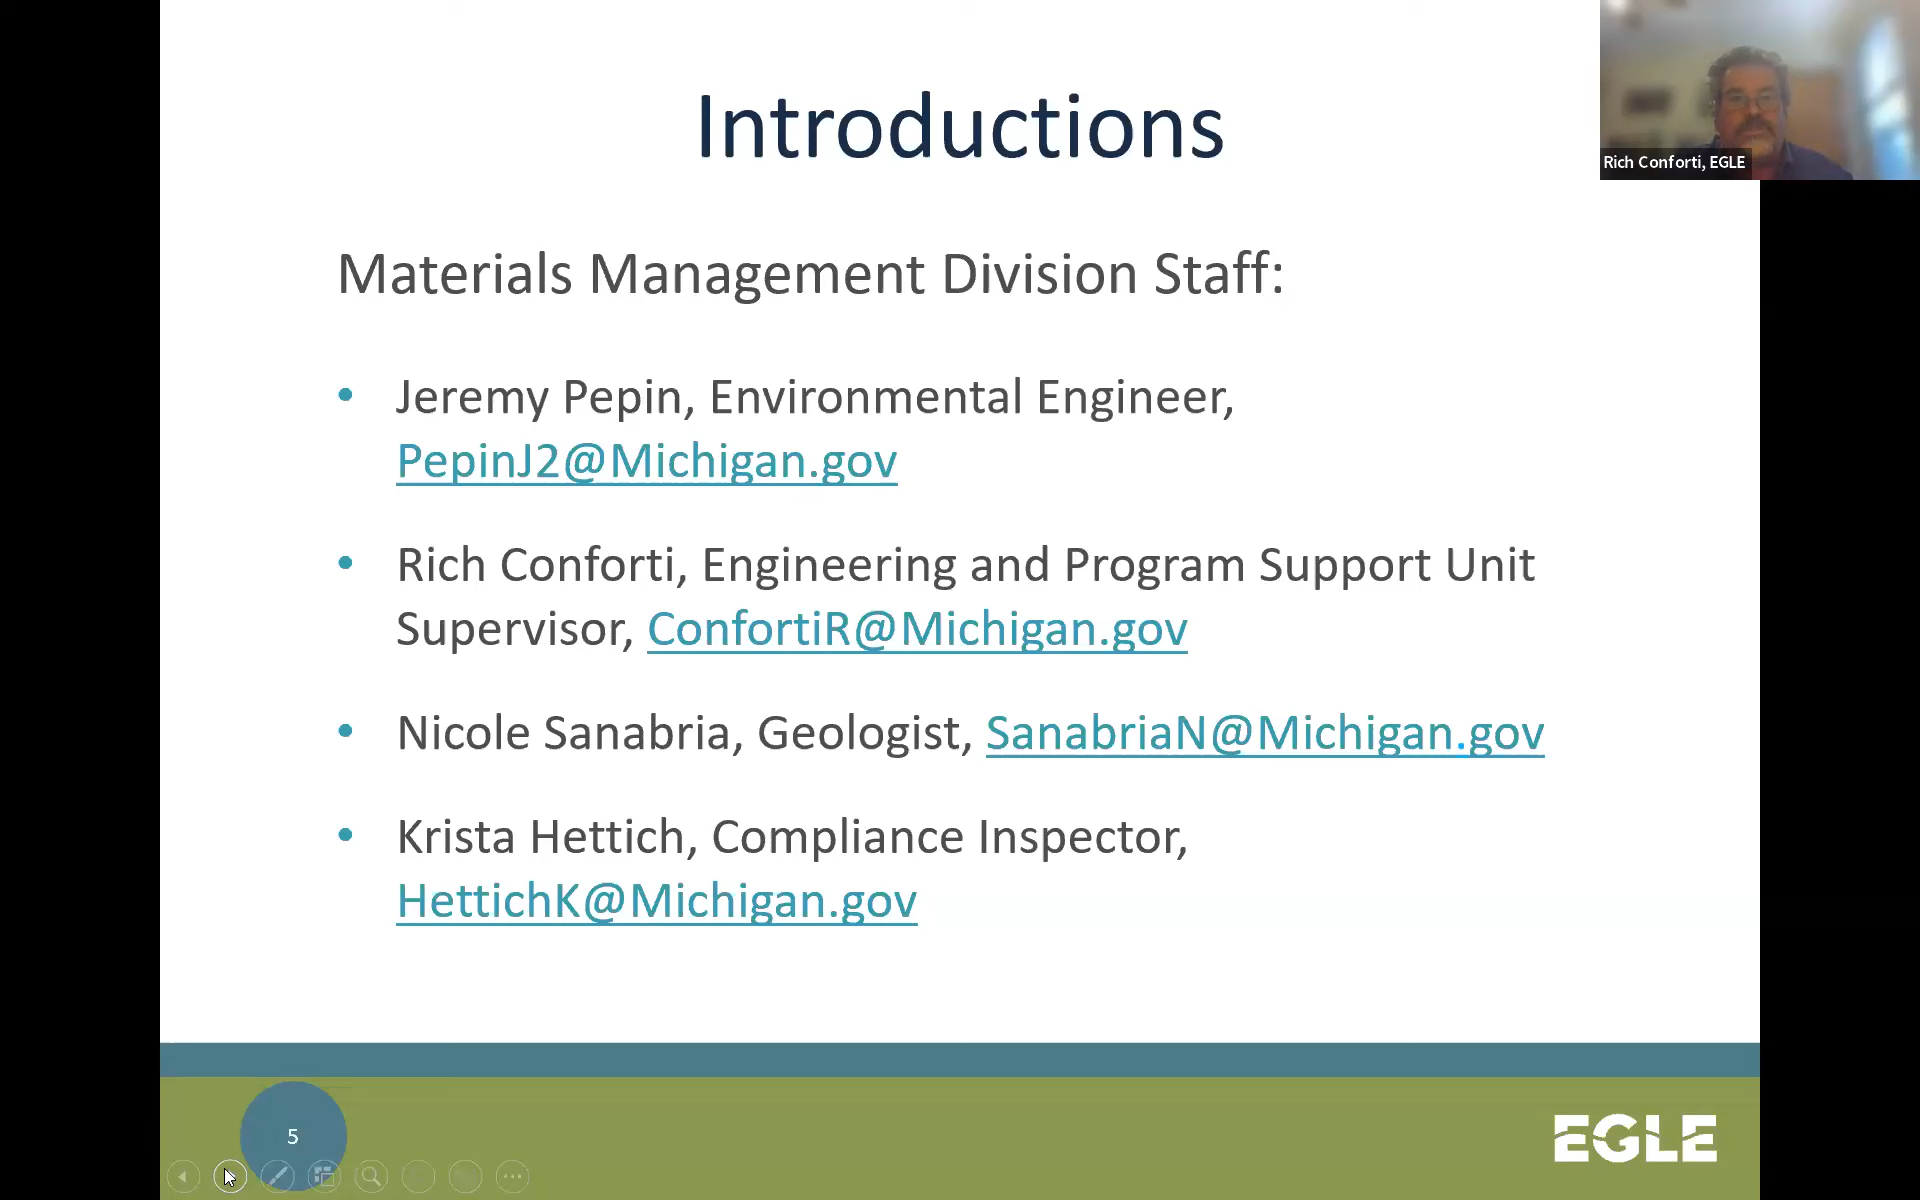 Introductions
Rich Conforti, EGLE
Materials Management Division Staff:
• Jeremy Pepin, Environmental Engineer,
PepinJ2@Michigan.gov
• Rich Conforti, Engineering and Program Support Unit
Supervisor, ConfortiR@Michigan.gov
• Nicole Sanabria, Geologist, SanabriaN@Michigan.gov
• Krista Hettich, Compliance Inspector,
HettichK@Michigan.gov
5
EGLE